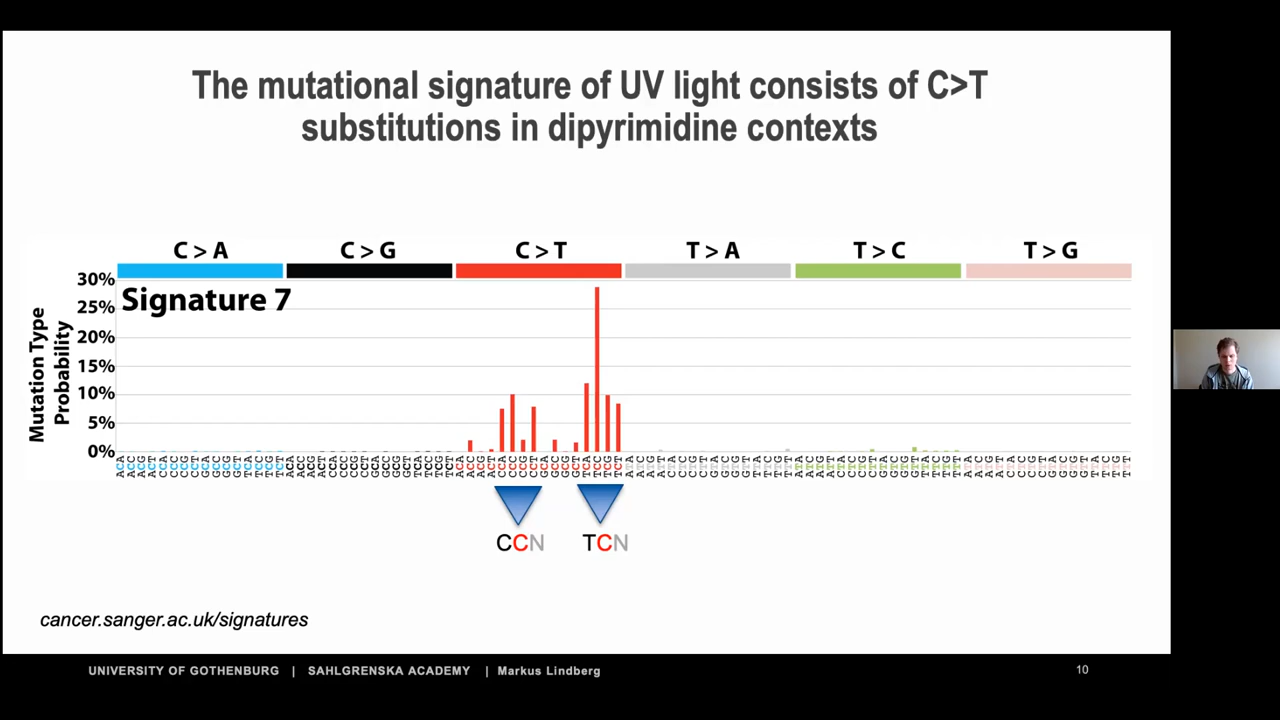 The mutational signature of UV light consists of C>T
substitutions in dipyrimidine contexts
C > A C > G C > T T > A T > C T > G
Signature 7
Mutation Type
Probability
30%
25%
20%
15%
10%
5%
0%
CCN TCN
cancer.sanger.ac.uk/signatures
UNIVERSITY OF GOTHENBURG | SAHLGRENSKA ACADEMY | Markus Lindberg 10